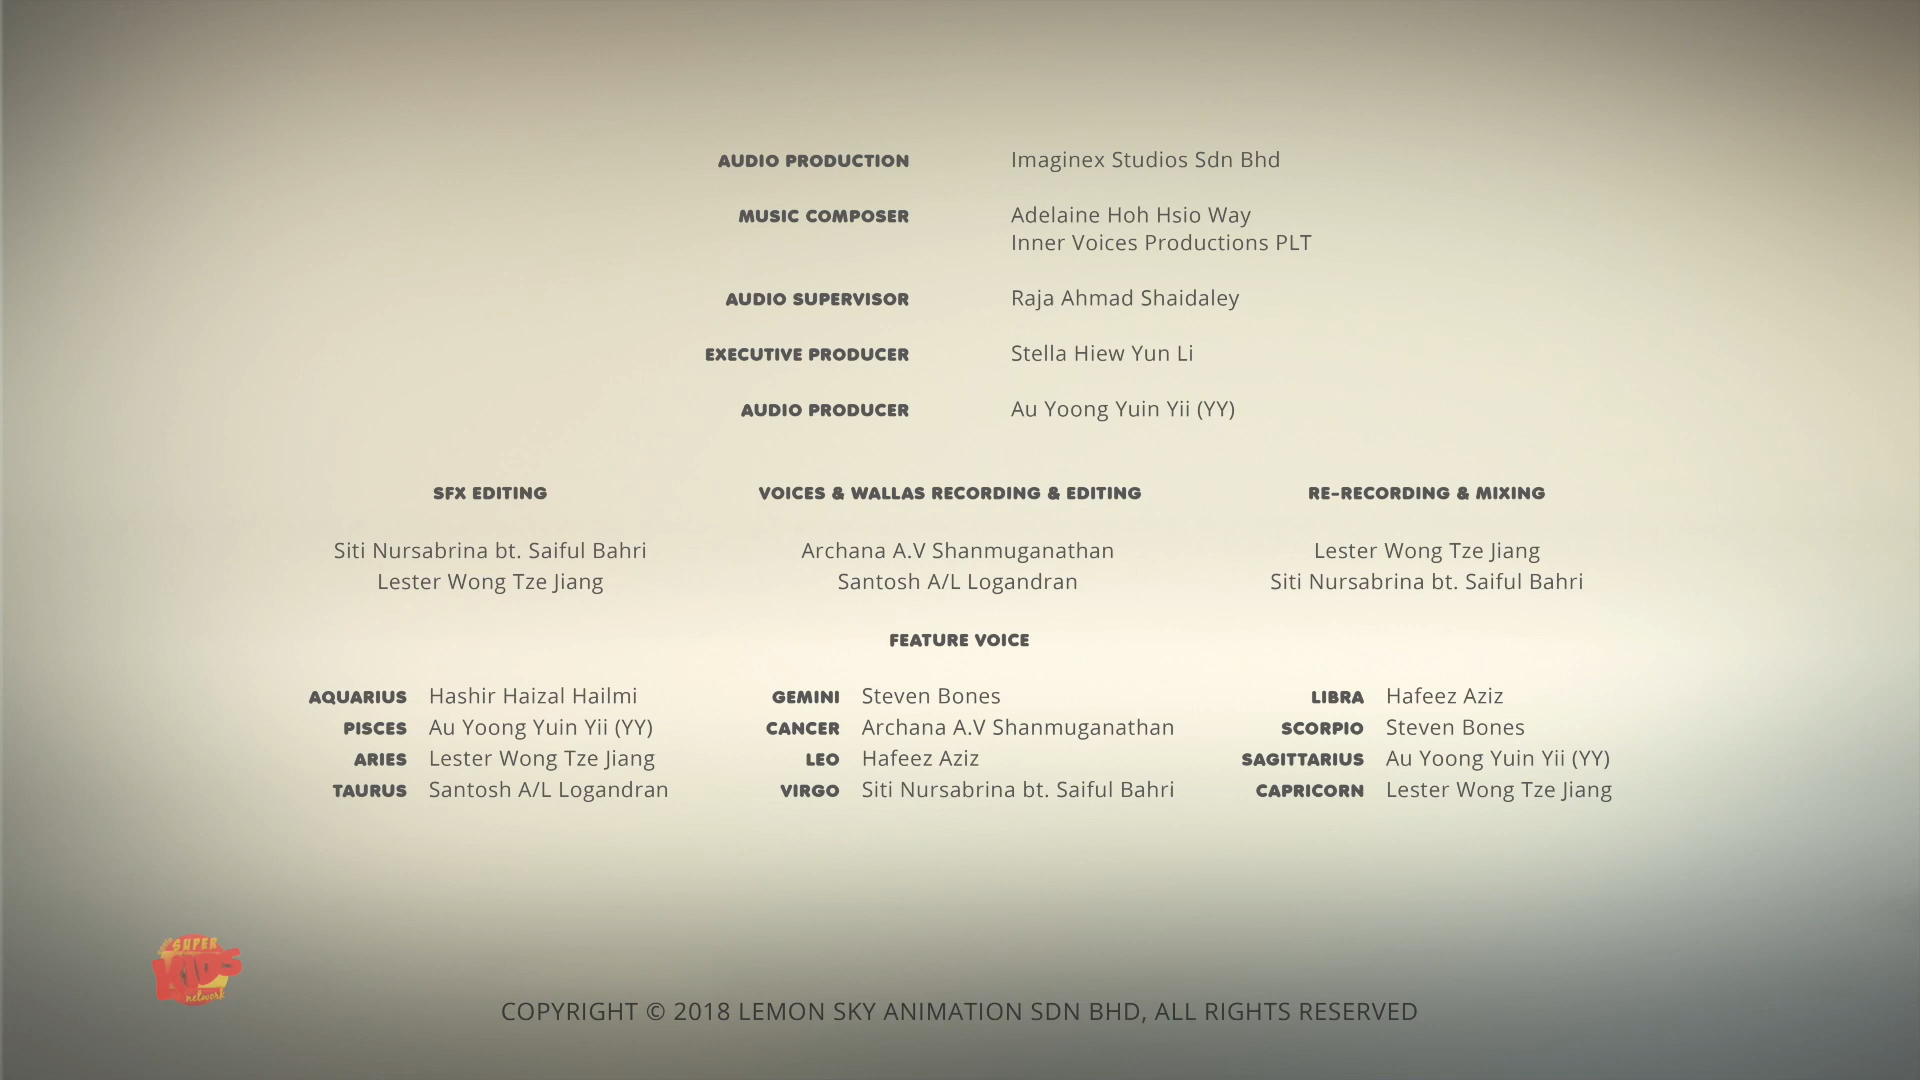 AUDIO PRODUCTION Imaginex Studios Sdn Bhd
MUSIC COMPOSER Adelaine Hoh Hsio Way
Inner Voices Productions PLT
AUDIO SUPERVISOR Raja Ahmad Shaidaley
EXECUTIVE PRODUCER Stella Hiew Yun Li
AUDIO PRODUCER Au Yoong Yuin Yii (YY)
SFX EDITING
Siti Nursabrina bt. Saiful Bahri
Lester Wong Tze Jiang
VOICES & WALLAS RECORDING & EDITING
Archana A.V Shanmuganathan
Santosh A/L Logandran
RE-RECORDING & MIXING
Lester Wong Tze Jiang
Siti Nursabrina bt. Saiful Bahri
FEATURE VOICE
AQUARIUS Hashir Haizal Hailmi
PISCES Au Yoong Yuin Yii (YY)
ARIES Lester Wong Tze Jiang
TAURUS Santosh A/L Logandran
GEMINI Steven Bones
CANCER Archana A.V Shanmuganathan
LEO Hafeez Aziz
VIRGO Siti Nursabrina bt. Saiful Bahri
LIBRA Hafeez Aziz
SCORPIO Steven Bones
SAGITTARIUS Au Yoong Yuin Yii (YY)
CAPRICORN Lester Wong Tze Jiang
SUPER
KIDS
network
COPYRIGHT © 2018 LEMON SKY ANIMATION SDN BHD, ALL RIGHTS RESERVED